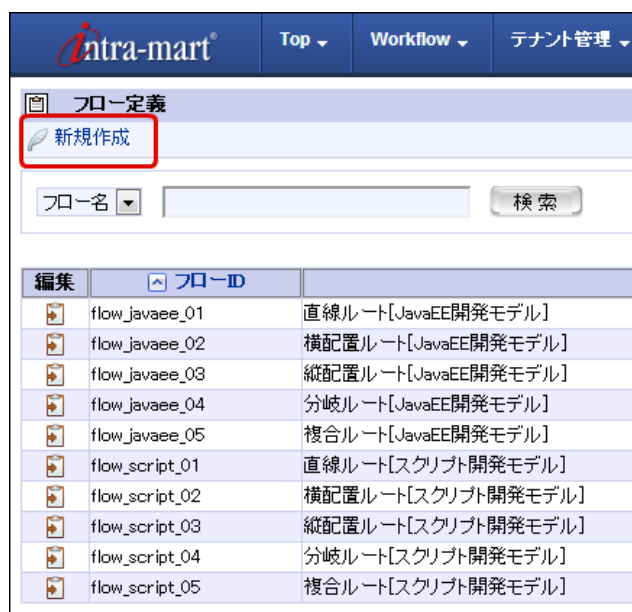 intra-mart® Top Workflow テナント管理
フロー定義
新規作成
フロー名 検索
編集 フローID
flow_javaee_01 直線ルート[JavaEE開発モデル]
flow_javaee_02 横配置ルート[JavaEE開発モデル]
flow_javaee_03 縦配置ルート[JavaEE開発モデル]
flow_javaee_04 分岐ルート[JavaEE開発モデル]
flow_javaee_05 複合ルート[JavaEE開発モデル]
flow_script_01 直線ルート[スクリプト開発モデル]
flow_script_02 横配置ルート[スクリプト開発モデル]
flow_script_03 縦配置ルート[スクリプト開発モデル]
flow_script_04 分岐ルート[スクリプト開発モデル]
flow_script_05 複合ルート[スクリプト開発モデル]